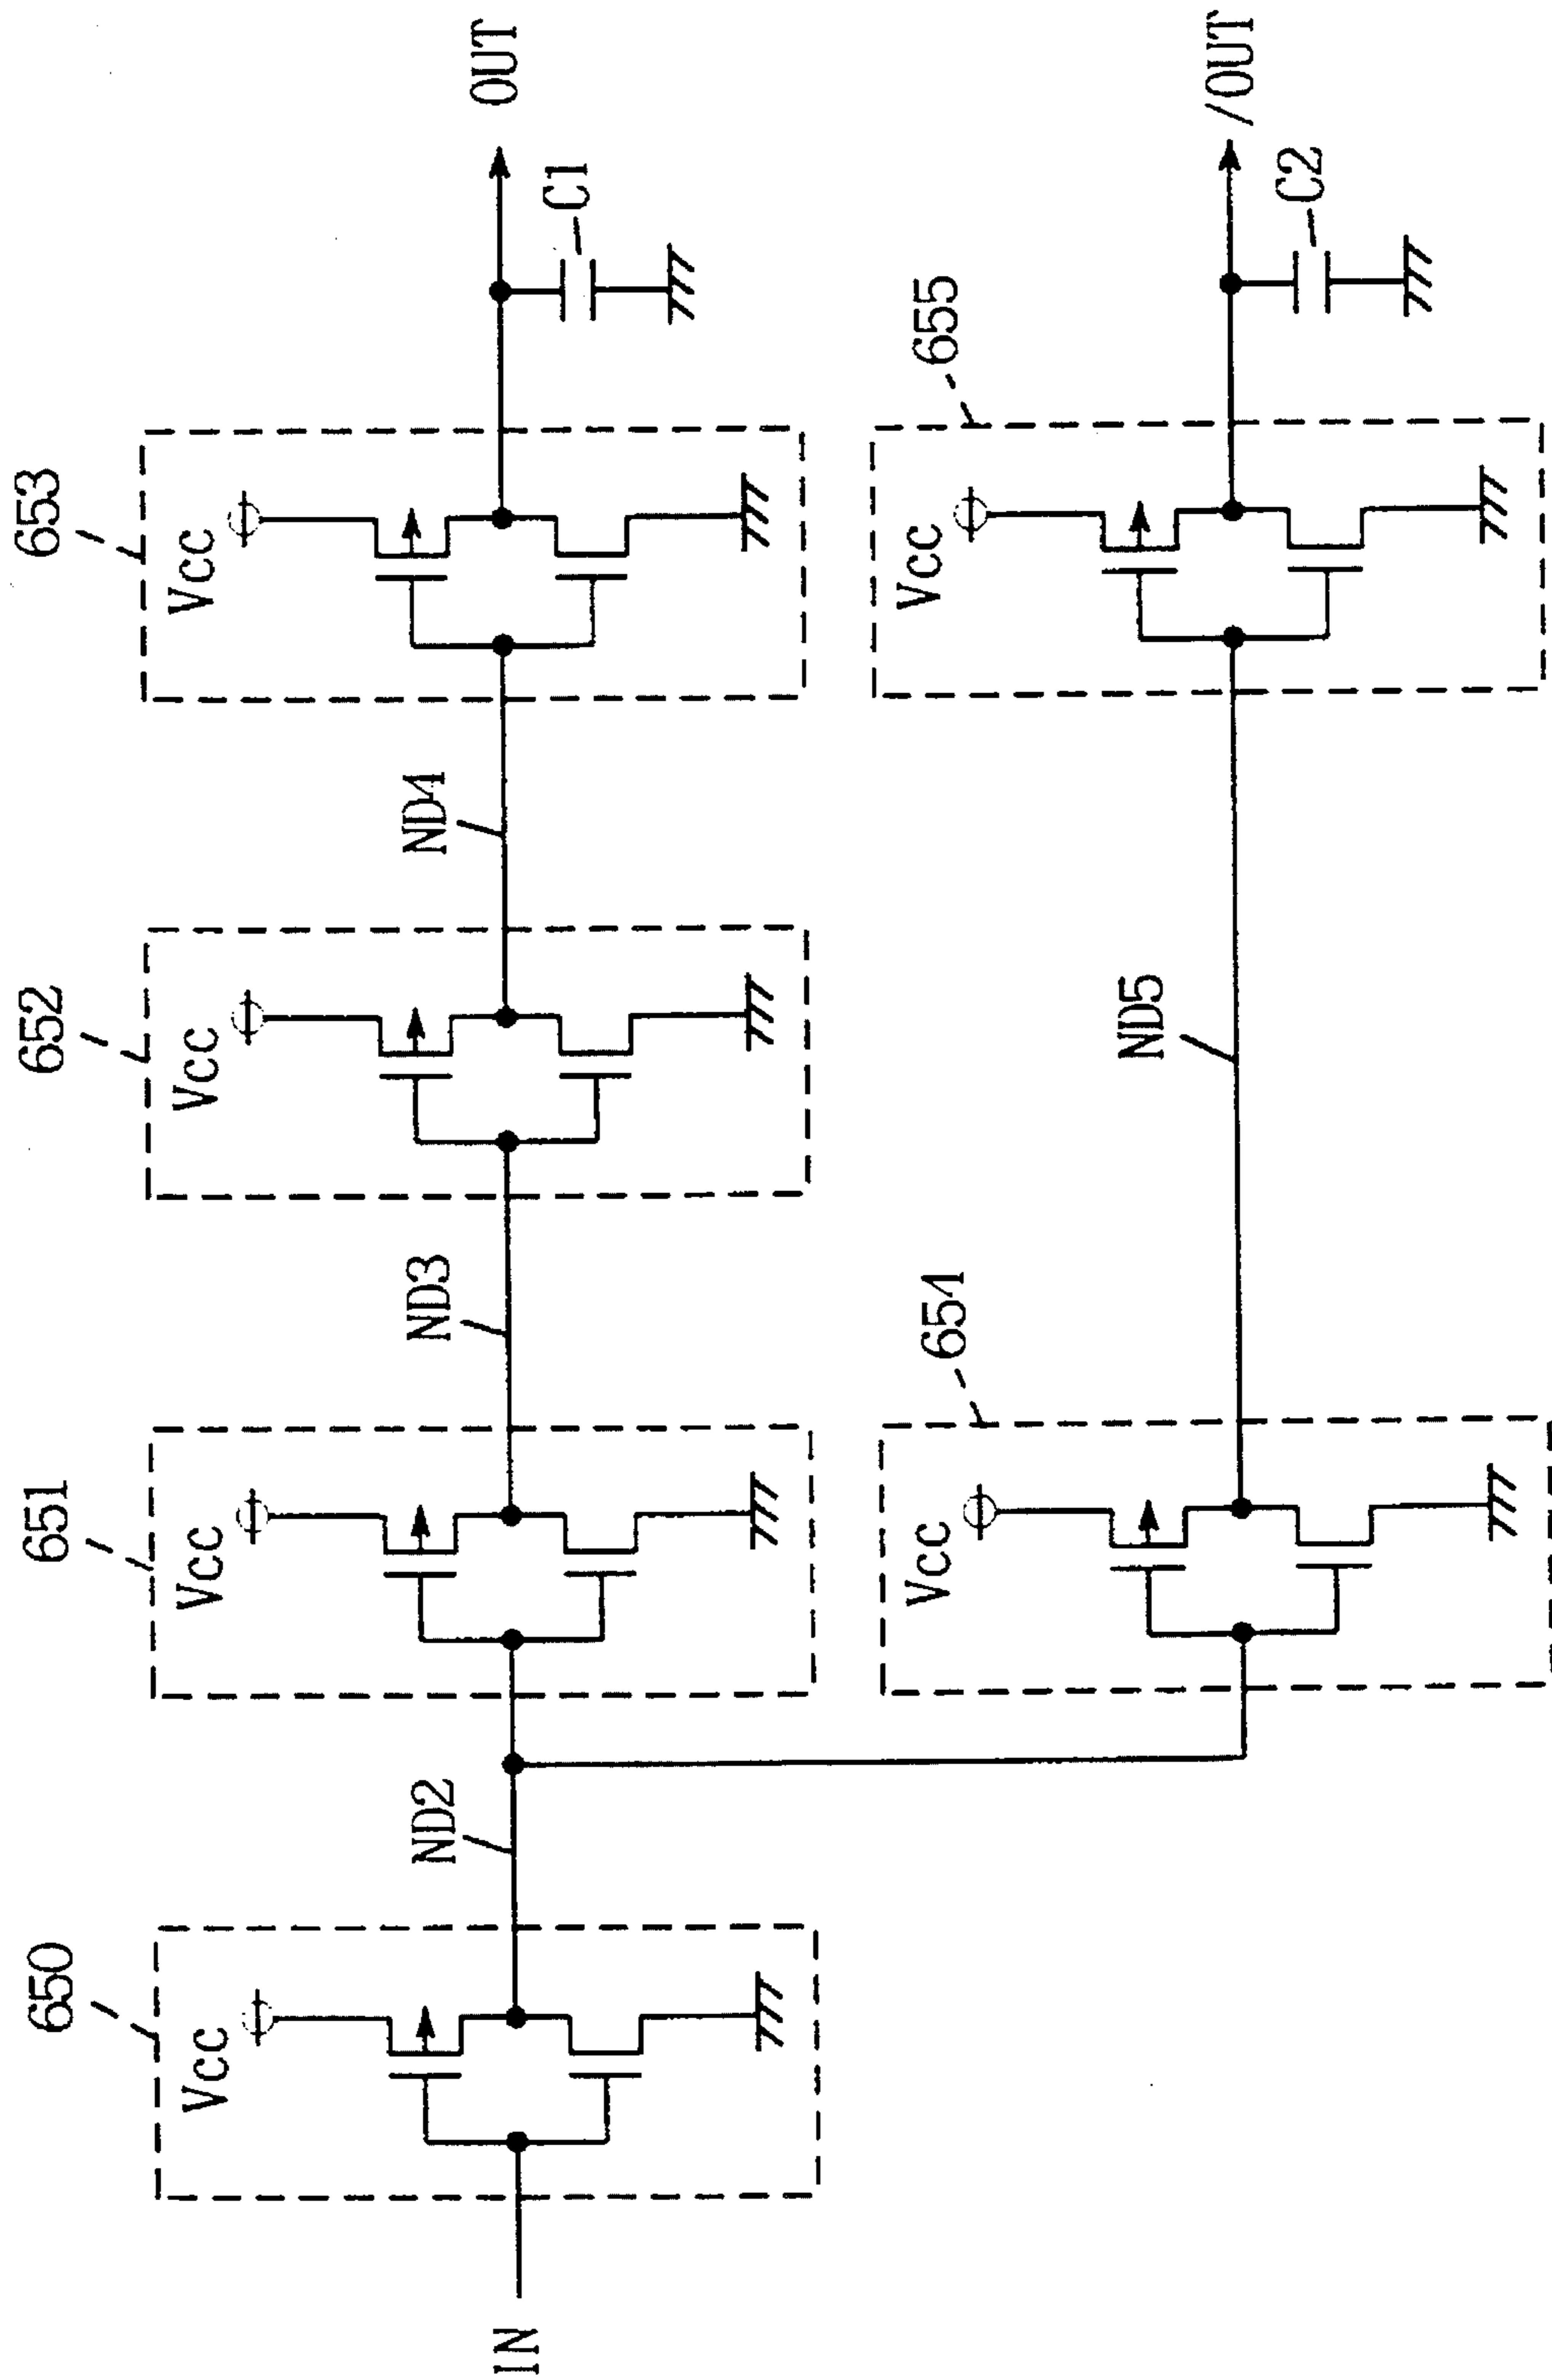 650
651
652
653
Vcc
Vcc
Vcc
Vcc
IN
ND2
ND3
ND4
OUT
C1
654
655
Vcc
Vcc
ND5
/OUT
C2